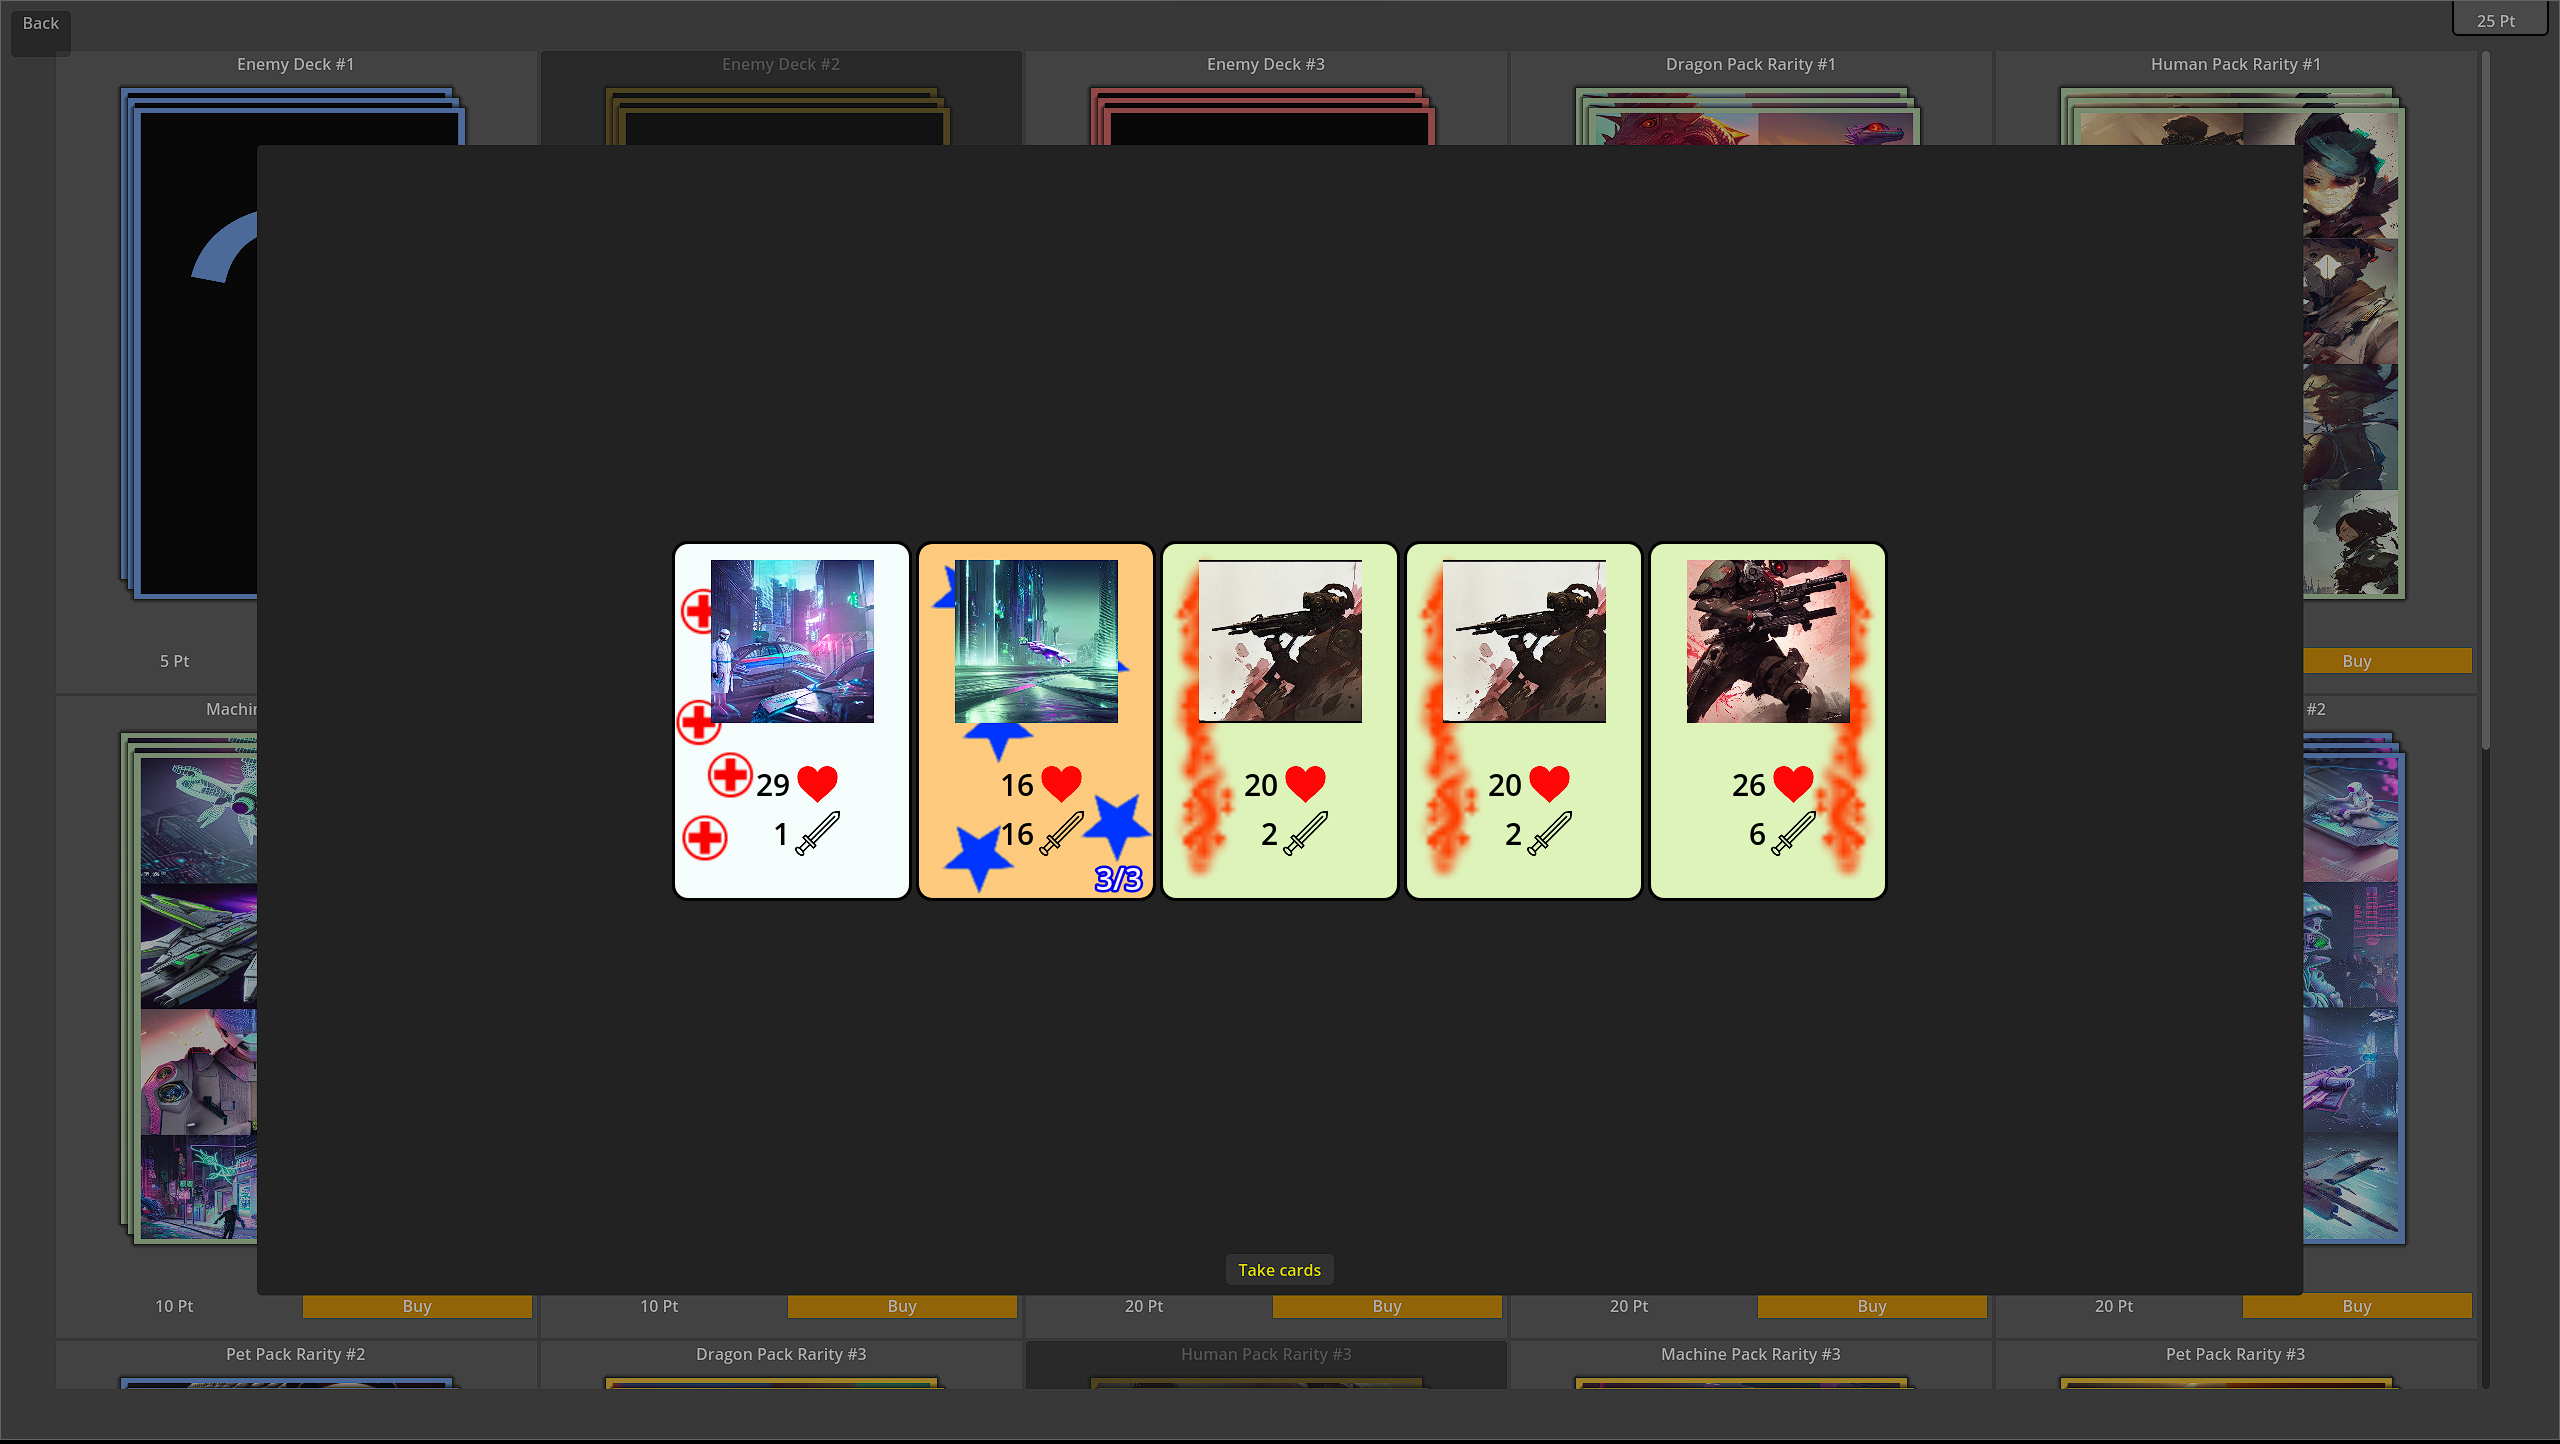 Back
25 Pt
Enemy Deck #1
Enemy Deck #2
Enemy Deck #3
Dragon Pack Rarity #1
Human Pack Rarity #1
29
1
16
16
3/3
20
2
20
2
26
6
5 Pt
Buy
Machin
#2
Take cards
10 Pt
Buy
10 Pt
Buy
20 Pt
Buy
20 Pt
Buy
20 Pt
Buy
Pet Pack Rarity #2
Dragon Pack Rarity #3
Human Pack Rarity #3
Machine Pack Rarity #3
Pet Pack Rarity #3